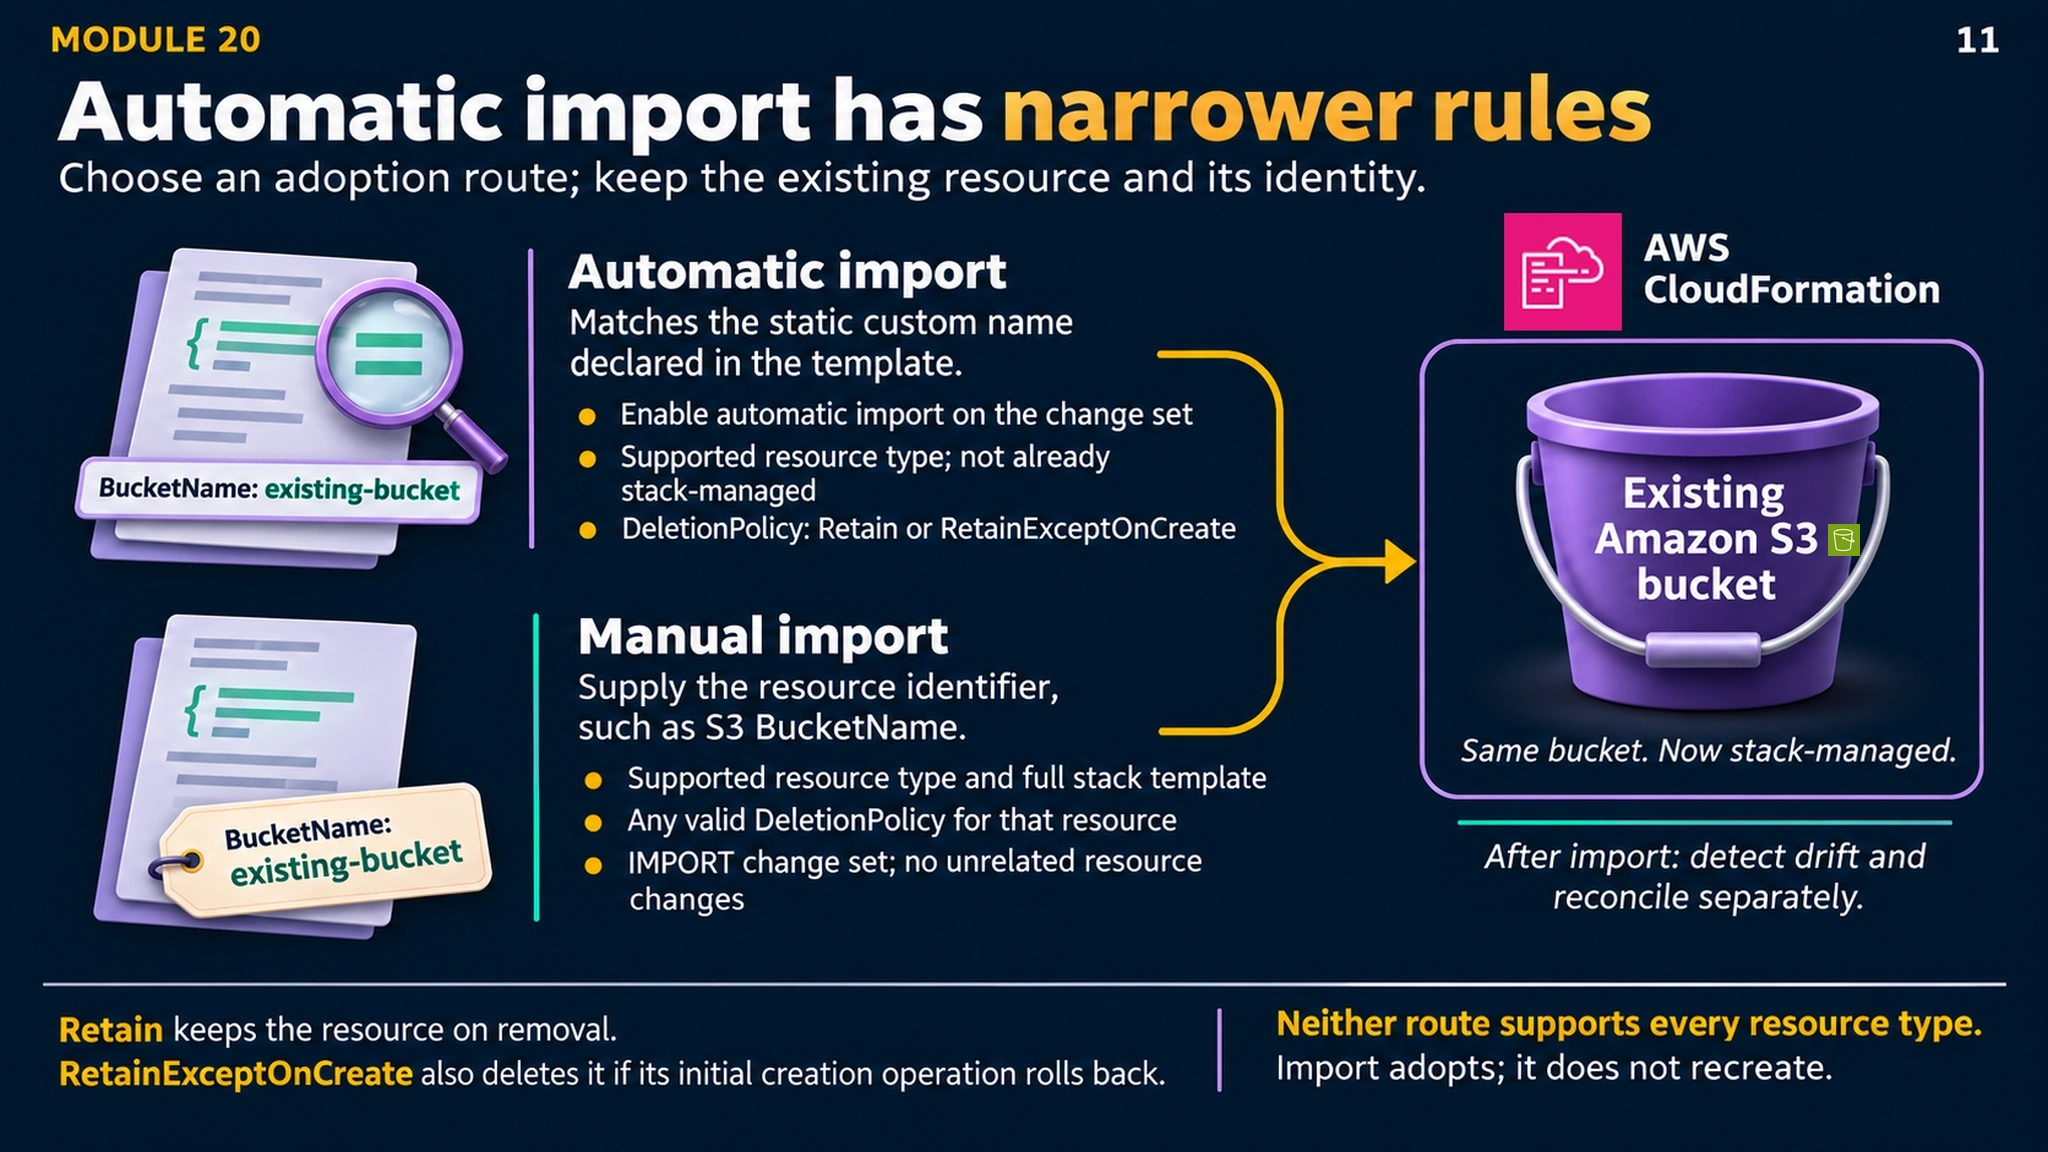 MODULE 20
11
Automatic import has narrower rules
Choose an adoption route; keep the existing resource and its identity.
BucketName: existing-bucket
Automatic import
Matches the static custom name
declared in the template.
Enable automatic import on the change set
Supported resource type; not already
stack-managed
DeletionPolicy: Retain or RetainExceptOnCreate
BucketName:
existing-bucket
Manual import
Supply the resource identifier,
such as S3 BucketName.
Supported resource type and full stack template
Any valid DeletionPolicy for that resource
IMPORT change set; no unrelated resource
changes
AWS
CloudFormation
Existing
Amazon S3
bucket
Same bucket. Now stack-managed.
After import: detect drift and
reconcile separately.
Retain keeps the resource on removal.
RetainExceptOnCreate also deletes it if its initial creation operation rolls back.
Neither route supports every resource type.
Import adopts; it does not recreate.